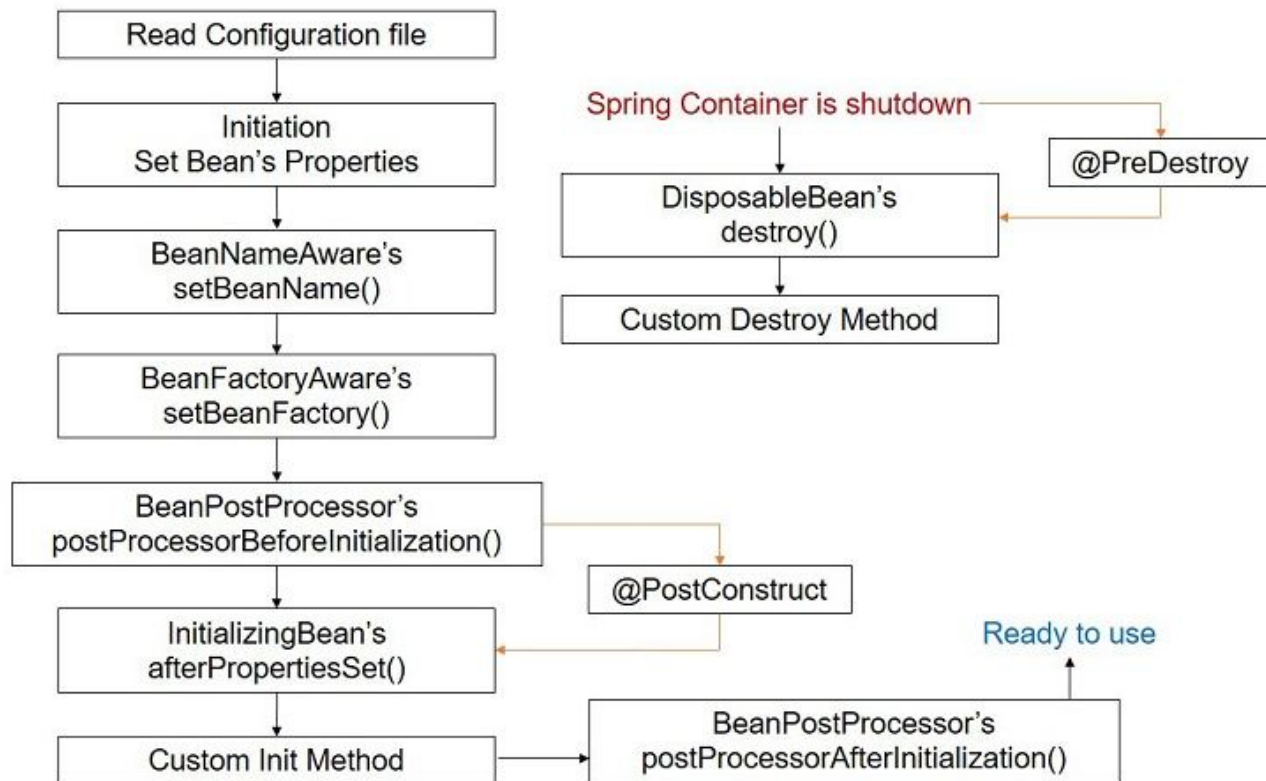 Read Configuration file
Initiation
Set Bean's Properties
BeanNameAware's
setBeanName()
BeanFactoryAware's
setBeanFactory()
BeanPostProcessor's
postProcessorBeforeInitialization()
@PostConstruct
InitializingBean's
afterPropertiesSet()
Custom Init Method
BeanPostProcessor's
postProcessorAfterInitialization()
Ready to use
Spring Container is shutdown
@PreDestroy
DisposableBean's
destroy()
Custom Destroy Method